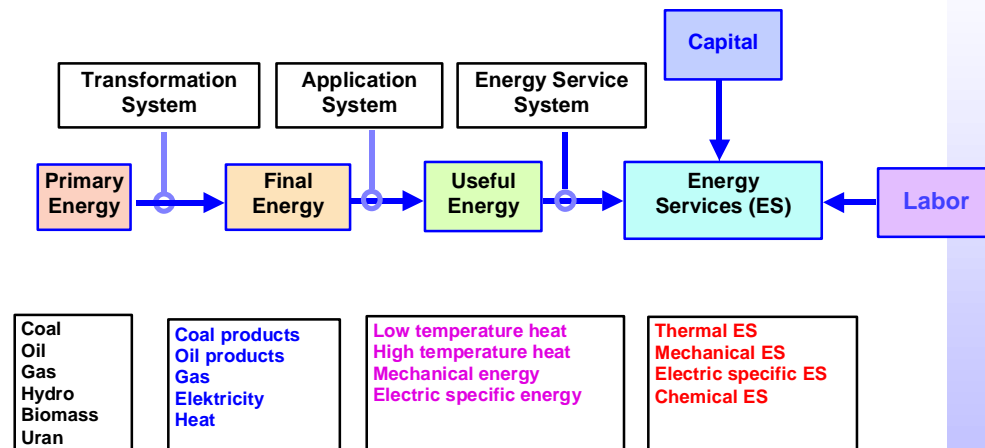 Capital
Transformation
System
Application
System
Energy Service
System
Primary
Energy
Final
Energy
Useful
Energy
Energy
Services (ES)
Labor
Coal
Oil
Gas
Hydro
Biomass
Uran
Coal products
Oil products
Gas
Elektricity
Heat
Low temperature heat
High temperature heat
Mechanical energy
Electric specific energy
Thermal ES
Mechanical ES
Electric specific ES
Chemical ES